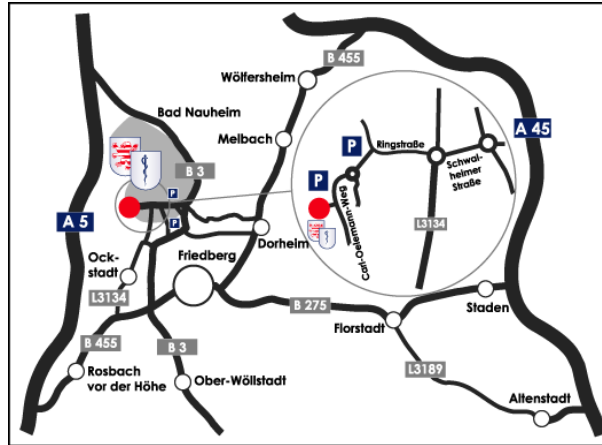 B 455
Wölfersheim
Bad Nauheim
Melbach
P
Ringstraße
A 45
B 3
P
Schwal-
heimer
Straße
P
A 5
P
Carl-Oelemann-Weg
L3134
Ock-
stadt
Friedberg
Dorheim
L3134
B 275
Staden
Florstadt
B 455
B 3
Rosbach
vor der Höhe
Ober-Wöllstadt
L3189
Altenstadt